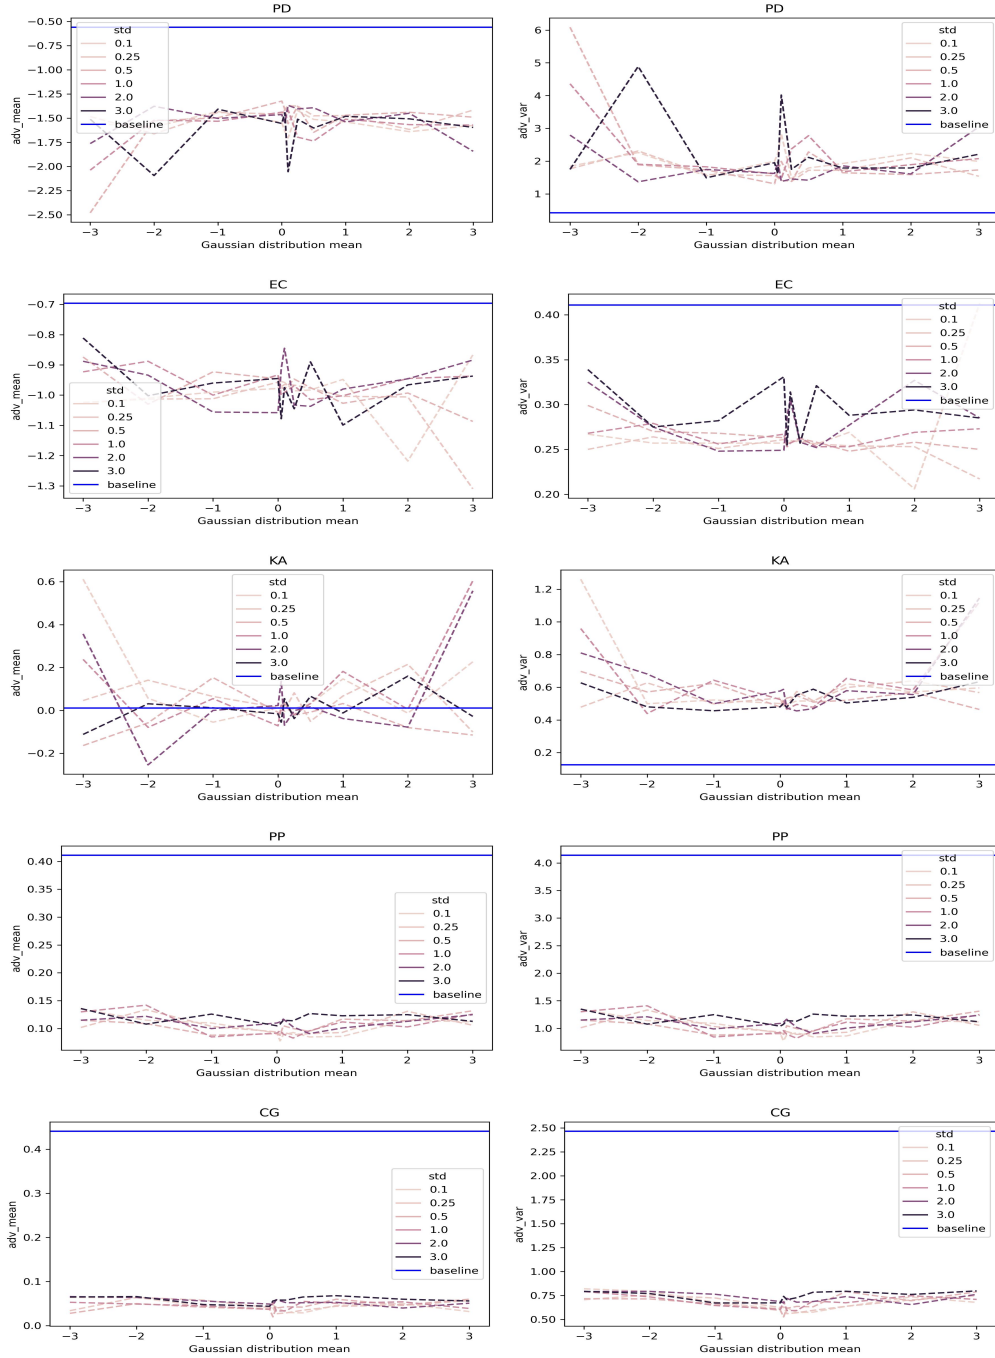 PD
−0.50
−0.75
−1.00
−1.25
−1.50
−1.75
−2.00
−2.25
−2.50
adv_mean
std
0.1
0.25
0.5
1.0
2.0
3.0
baseline
−3 −2 −1 0 1 2 3
Gaussian distribution mean
PD
6
5
4
3
2
1
adv_var
std
0.1
0.25
0.5
1.0
2.0
3.0
baseline
−3 −2 −1 0 1 2 3
Gaussian distribution mean
EC
−0.7
−0.8
−0.9
−1.0
−1.1
−1.2
−1.3
adv_mean
std
0.1
0.25
0.5
1.0
2.0
3.0
baseline
−3 −2 −1 0 1 2 3
Gaussian distribution mean
EC
0.40
0.35
0.30
0.25
0.20
adv_var
std
0.1
0.25
0.5
1.0
2.0
3.0
baseline
−3 −2 −1 0 1 2 3
Gaussian distribution mean
KA
0.6
0.4
0.2
0.0
−0.2
adv_mean
std
0.1
0.25
0.5
1.0
2.0
3.0
baseline
−3 −2 −1 0 1 2 3
Gaussian distribution mean
KA
1.2
1.0
0.8
0.6
0.4
0.2
adv_var
std
0.1
0.25
0.5
1.0
2.0
3.0
baseline
−3 −2 −1 0 1 2 3
Gaussian distribution mean
PP
0.40
0.35
0.30
0.25
0.20
0.15
0.10
adv_mean
std
0.1
0.25
0.5
1.0
2.0
3.0
baseline
−3 −2 −1 0 1 2 3
Gaussian distribution mean
PP
4.0
3.5
3.0
2.5
2.0
1.5
1.0
adv_var
std
0.1
0.25
0.5
1.0
2.0
3.0
baseline
−3 −2 −1 0 1 2 3
Gaussian distribution mean
CG
0.4
0.3
0.2
0.1
0.0
adv_mean
std
0.1
0.25
0.5
1.0
2.0
3.0
baseline
−3 −2 −1 0 1 2 3
Gaussian distribution mean
CG
2.50
2.25
2.00
1.75
1.50
1.25
1.00
0.75
0.50
adv_var
std
0.1
0.25
0.5
1.0
2.0
3.0
baseline
−3 −2 −1 0 1 2 3
Gaussian distribution mean